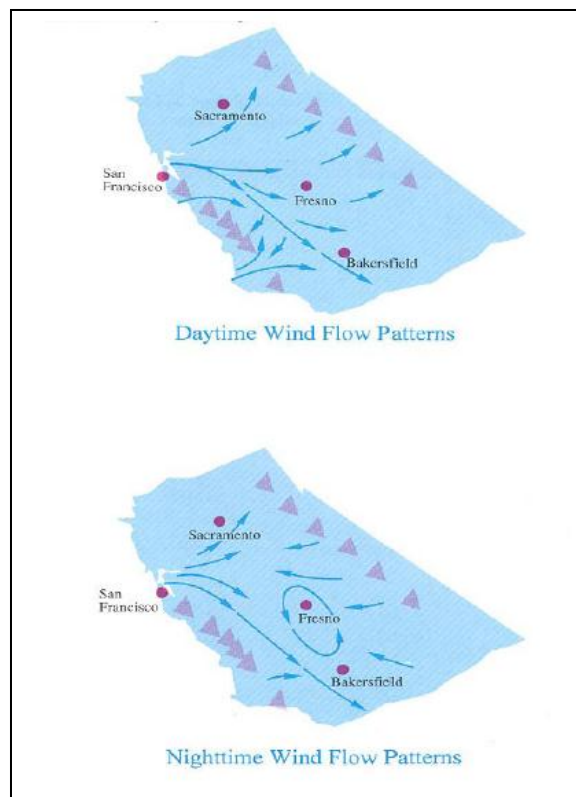 Sacramento
San
Francisco
Fresno
Bakersfield
Daytime Wind Flow Patterns
Sacramento
San
Francisco
Fresno
Bakersfield
Nighttime Wind Flow Patterns